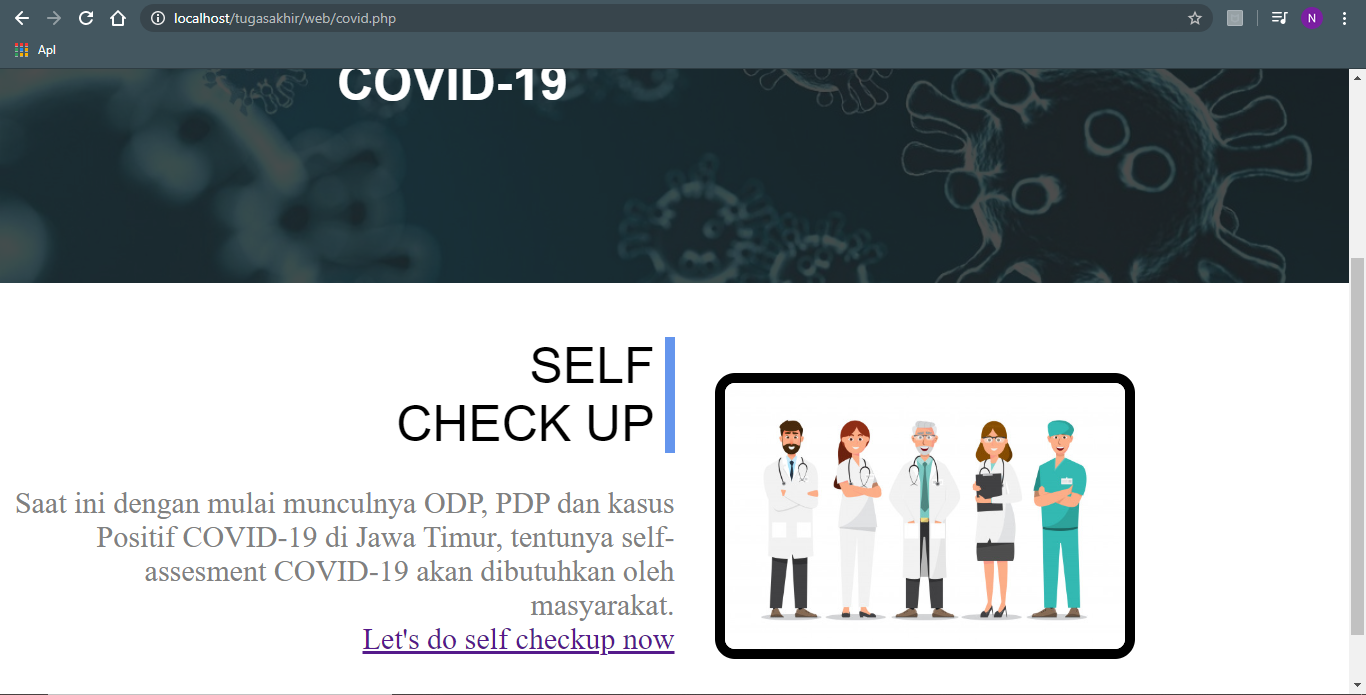 localhost/tugasakhir/web/covid.php
N
Apl
COVID-19
SELF
CHECK UP
Saat ini dengan mulai munculnya ODP, PDP dan kasus
Positif COVID-19 di Jawa Timur, tentunya self-
assesment COVID-19 akan dibutuhkan oleh
masyarakat.
Let's do self checkup now